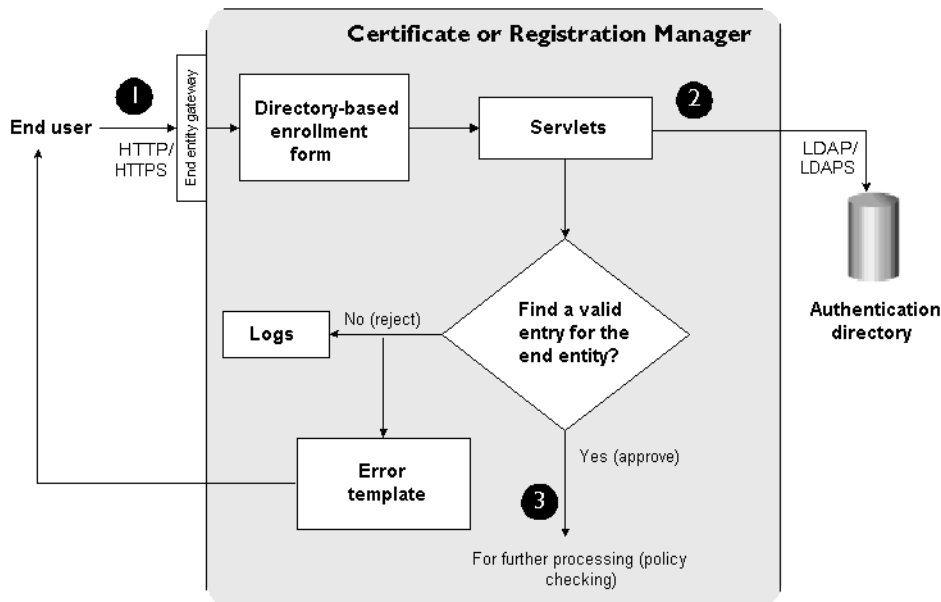 Certificate or Registration Manager
1
End user
HTTP/
HTTPS
End entity gateway
Directory-based
enrollment
form
Servlets
2
LDAP/
LDAPS
Authentication
directory
Find a valid
entry for the
end entity?
No (reject)
Logs
Error
template
Yes (approve)
3
For further processing (policy
checking)